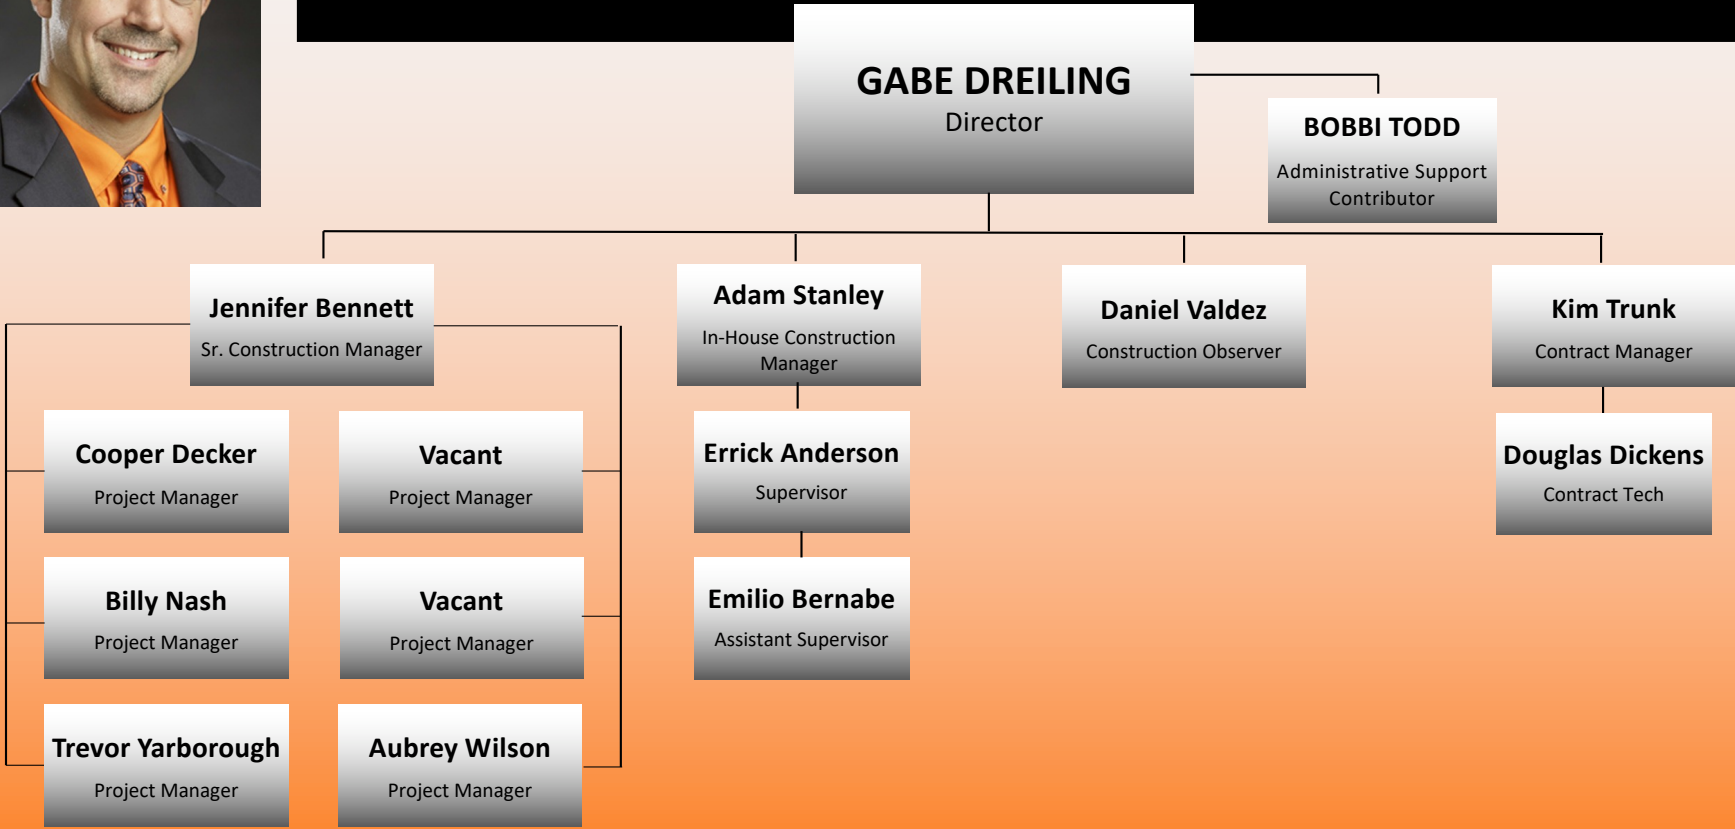 GABE DREILING
Director
BOBBI TODD
Administrative Support
Contributor
Jennifer Bennett
Sr. Construction Manager
Adam Stanley
In-House Construction
Manager
Daniel Valdez
Construction Observer
Kim Trunk
Contract Manager
Cooper Decker
Project Manager
Vacant
Project Manager
Errick Anderson
Supervisor
Douglas Dickens
Contract Tech
Billy Nash
Project Manager
Vacant
Project Manager
Emilio Bernabe
Assistant Supervisor
Trevor Yarborough
Project Manager
Aubrey Wilson
Project Manager